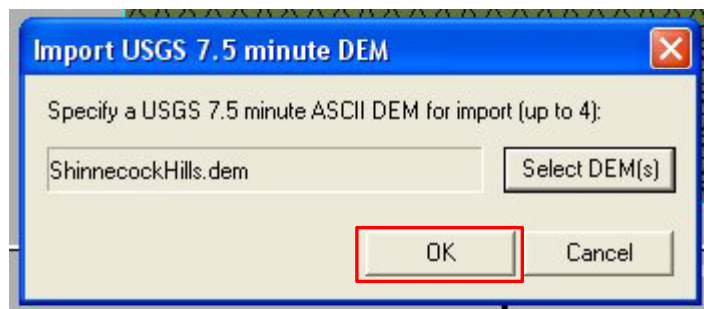 Import USGS 7.5 minute DEM
Specify a USGS 7.5 minute ASCII DEM for import (up to 4):
ShinnecockHills.dem
Select DEM(s)
OK
Cancel